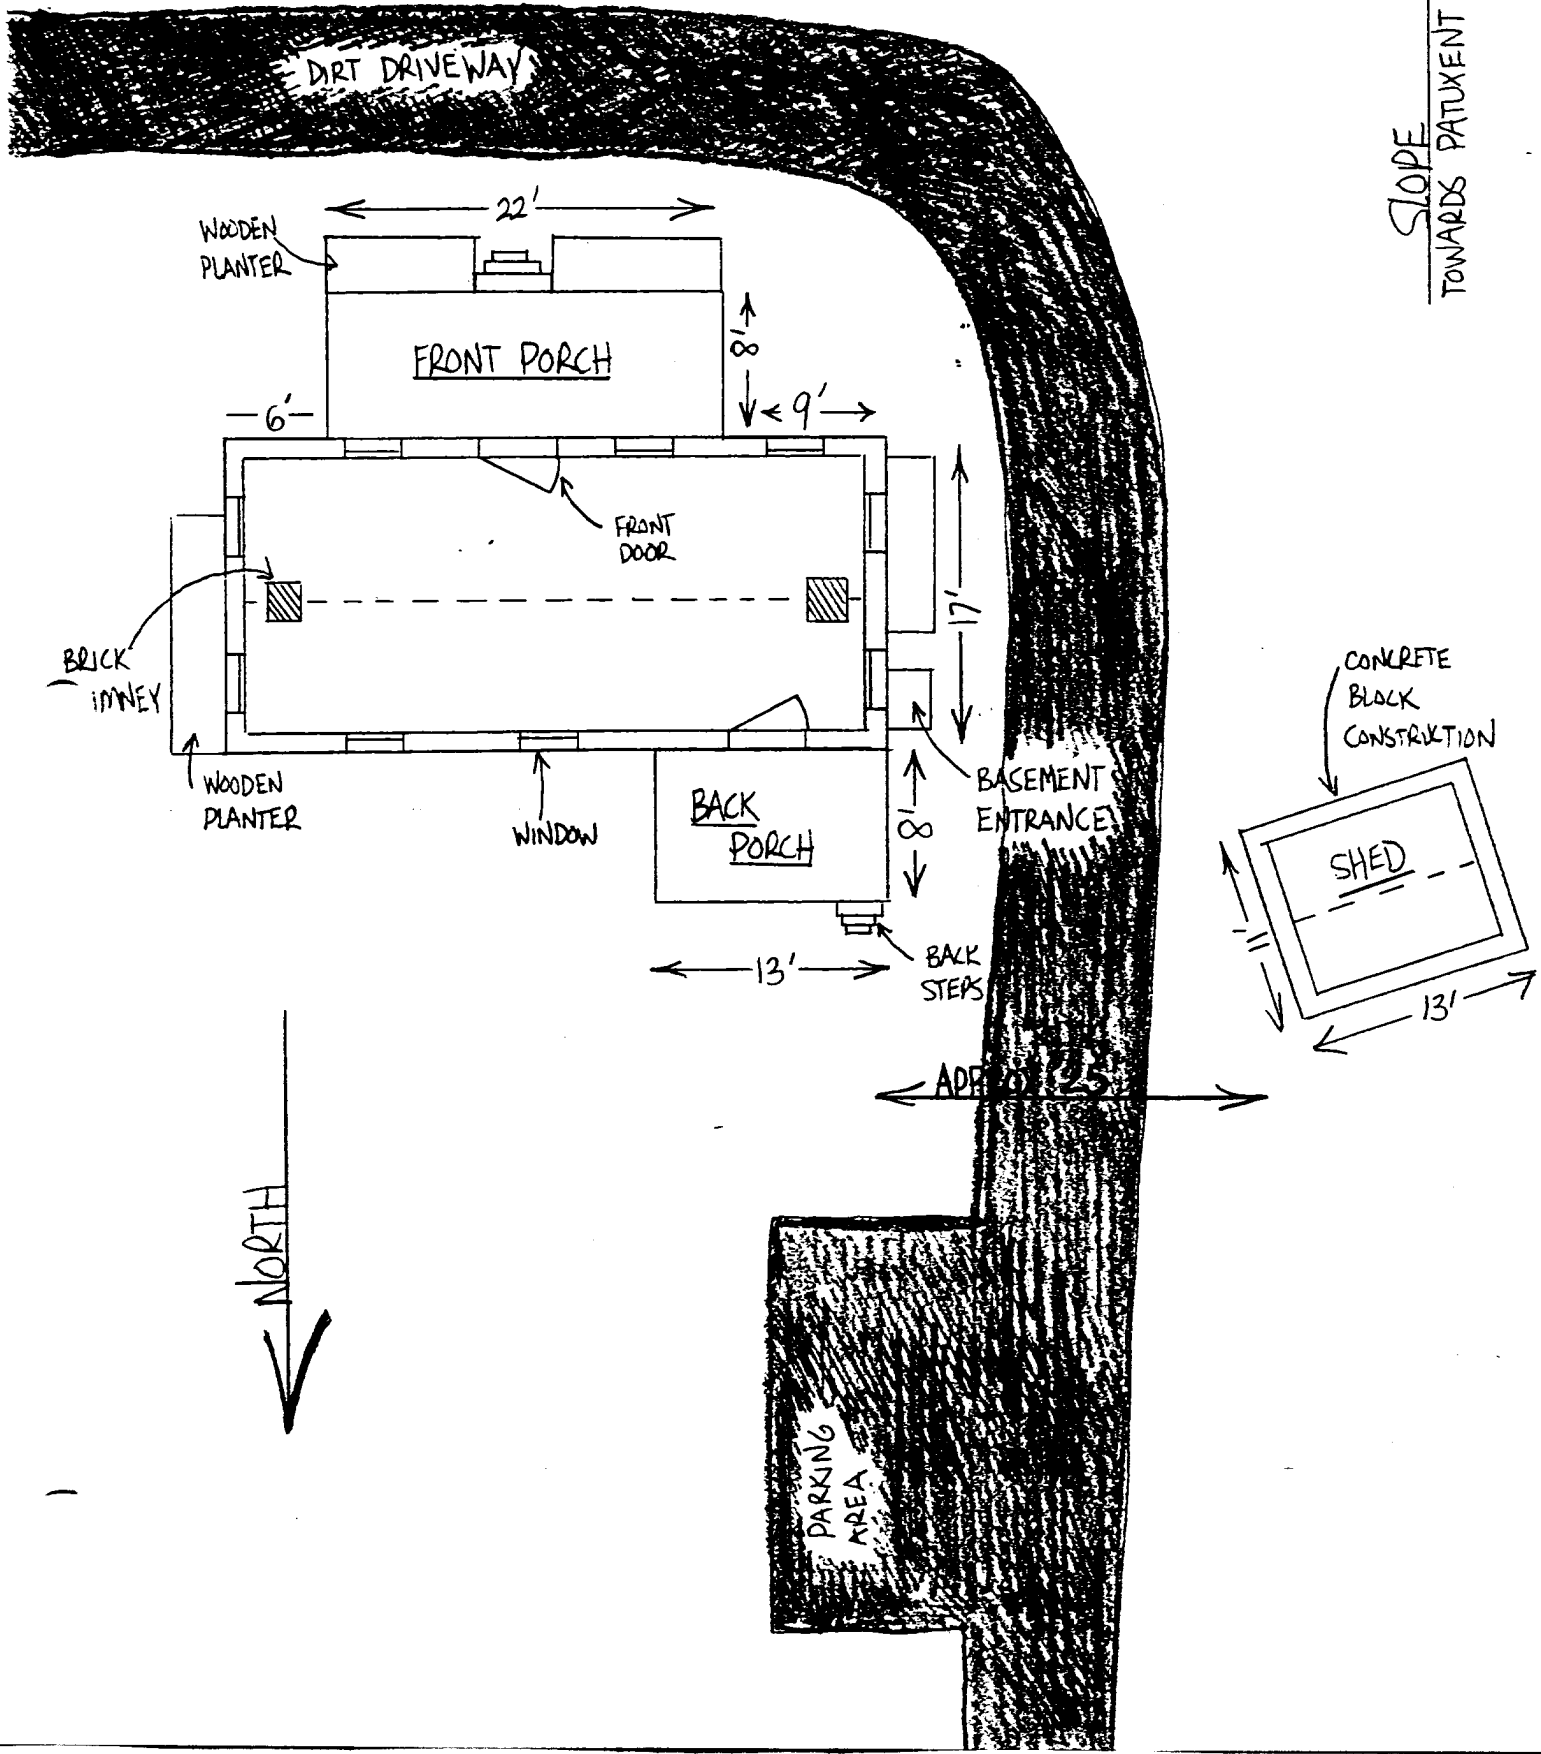 DIRT DRIVEWAY
SLOPE
TOWARDS PATUXENT
22'
WOODEN
PLANTER
FRONT PORCH
8'
6'
9'
FRONT
DOOR
17'
BRICK
IMNEY
CONCRETE
BLOCK
CONSTRUCTION
WOODEN
PLANTER
WINDOW
BACK
PORCH
8'
BASEMENT
ENTRANCE
SHED
11'
13'
13'
BACK
STEPS
25
NORTH
PARKING
AREA